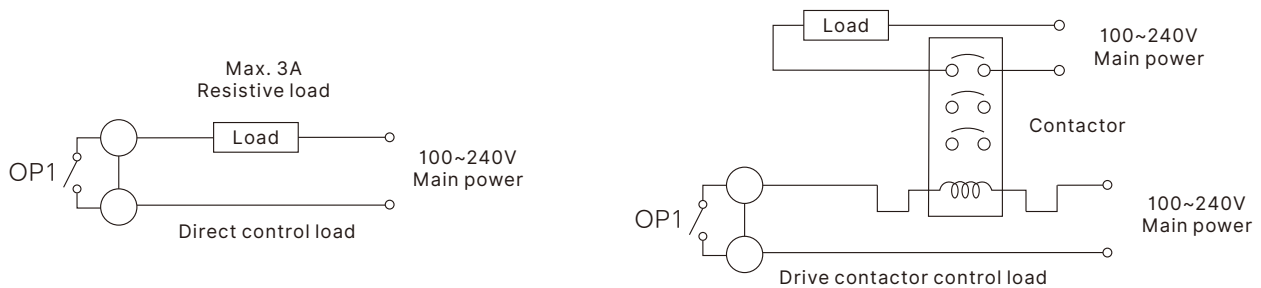 Max. 3A
Resistive load
Load
OP1
100~240V
Main power
Direct control load
Load
100~240V
Main power
Contactor
OP1
100~240V
Main power
Drive contactor control load